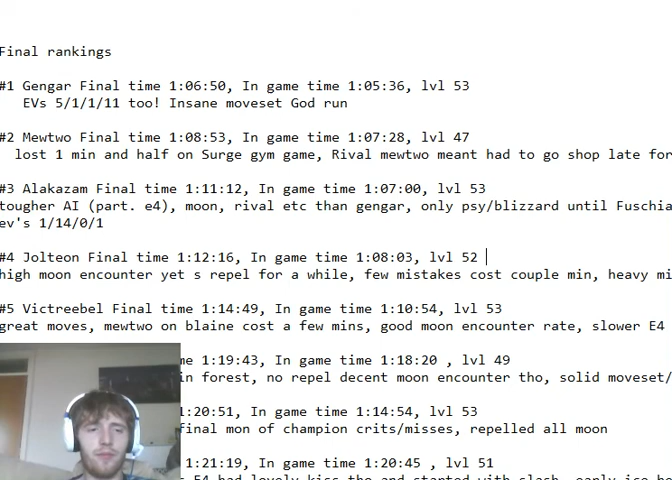 Final rankings
#1 Gengar Final time 1:06:50, In game time 1:05:36, lvl 53
EVs 5/1/1/11 too! Insane moveset God run
#2 Mewtwo Final time 1:08:53, In game time 1:07:28, lvl 47
lost 1 min and half on Surge gym game, Rival mewtwo meant had to go shop late for
#3 Alakazam Final time 1:11:12, In game time 1:07:00, lvl 53
tougher AI (part. e4), moon, rival etc than gengar, only psy/blizzard until Fuschia
ev's 1/14/0/1
#4 Jolteon Final time 1:12:16, In game time 1:08:03, lvl 52
high moon encounter yet s repel for a while, few mistakes cost couple min, heavy mi
#5 Victreebel Final time 1:14:49, In game time 1:10:54, lvl 53
great moves, mewtwo on blaine cost a few mins, good moon encounter rate, slower E4
me 1:19:43, In game time 1:18:20 , lvl 49
in forest, no repel decent moon encounter tho, solid moveset/
1:20:51, In game time 1:14:54, lvl 53
final mon of champion crits/misses, repelled all moon
1:21:19, In game time 1:20:45 , lvl 51